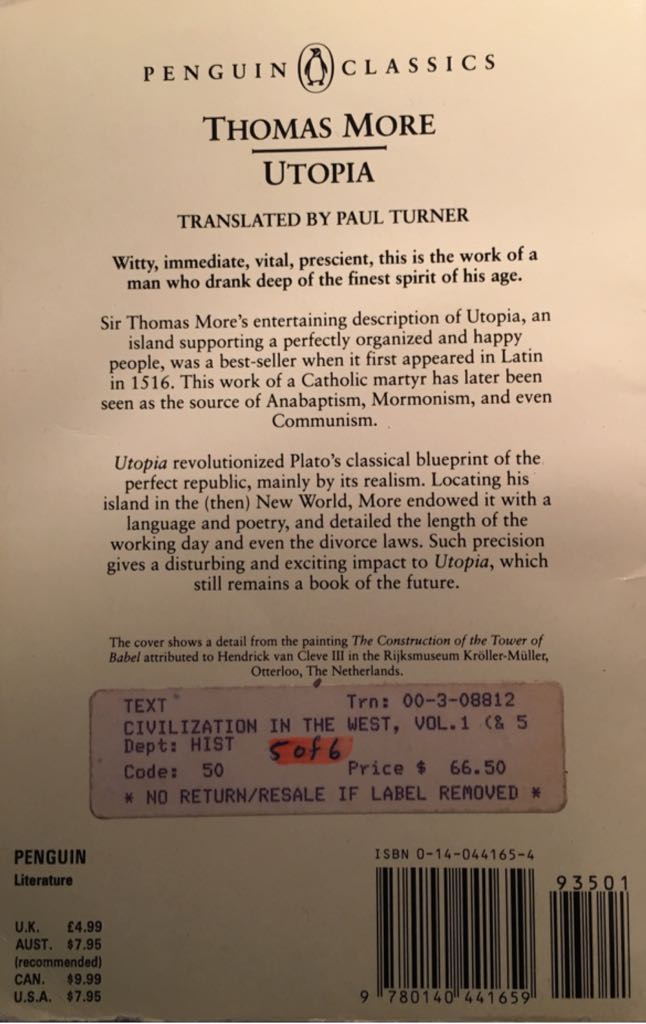 PENGUIN CLASSICS
THOMAS MORE
UTOPIA
TRANSLATED BY PAUL TURNER
Witty, immediate, vital, prescient, this is the work of a
man who drank deep of the finest spirit of his age.
Sir Thomas More's entertaining description of Utopia, an
island supporting a perfectly organized and happy
people, was a best-seller when it first appeared in Latin
in 1516. This work of a Catholic martyr has later been
seen as the source of Anabaptism, Mormonism, and even
Communism.
Utopia revolutionized Plato's classical blueprint of the
perfect republic, mainly by its realism. Locating his
island in the (then) New World, More endowed it with a
language and poetry, and detailed the length of the
working day and even the divorce laws. Such precision
gives a disturbing and exciting impact to Utopia, which
still remains a book of the future.
The cover shows a detail from the painting The Construction of the Tower of
Babel attributed to Hendrick van Cleve III in the Rijksmuseum Kröller-Müller,
Otterloo, The Netherlands.
TEXT Trn: 00-3-08812
CIVILIZATION IN THE WEST, VOL.1 (& 5
Dept: HIST 5 of 6
Code: 50 Price $ 66.50
* NO RETURN/RESALE IF LABEL REMOVED *
PENGUIN
Literature
U.K. £4.99
AUST. $7.95
(recommended)
CAN. $9.99
U.S.A. $7.95
ISBN 0-14-044165-4
93501
9 780140 441659